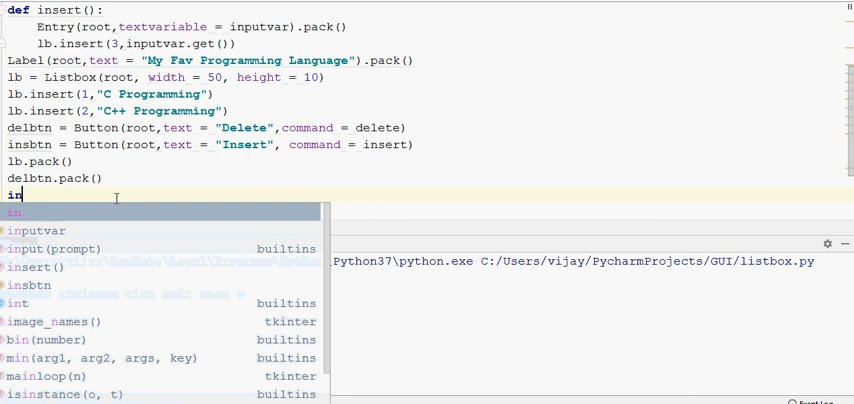 def insert():
Entry(root,textvariable = inputvar).pack()
lb.insert(3,inputvar.get())
Label(root,text = "My Fav Programming Language").pack()
lb = Listbox(root, width = 50, height = 10)
lb.insert(1,"C Programming")
lb.insert(2,"C++ Programming")
delbtn = Button(root,text = "Delete",command = delete)
insbtn = Button(root,text = "Insert", command = insert)
lb.pack()
delbtn.pack()
in
in
inputvar
input(prompt) builtins
_Python37\python.exe C:/Users/vijay/PycharmProjects/GUI/listbox.py
insert()
insbtn
int builtins
image_names() tkinter
bin(number) builtins
min(arg1, arg2, args, key) builtins
mainloop(n) tkinter
isinstance(o, t) builtins